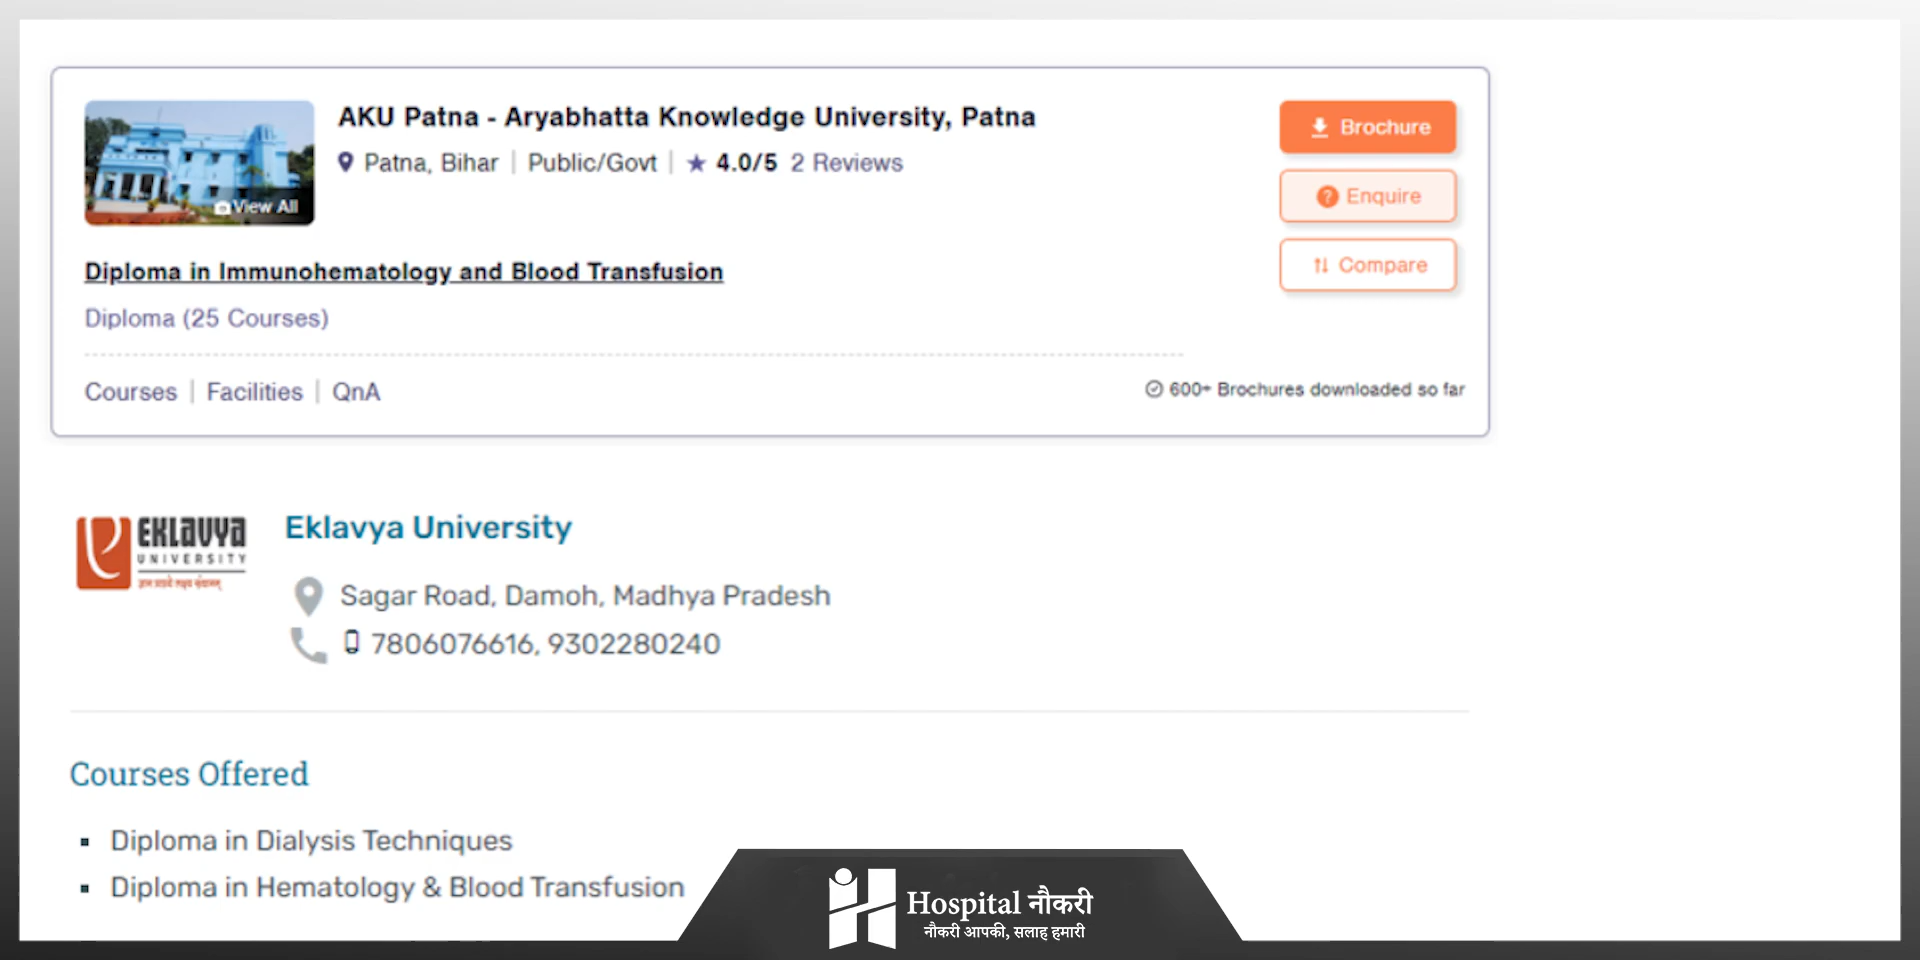 AKU Patna - Aryabhatta Knowledge University, Patna
Patna, Bihar | Public/Govt | ★ 4.0/5 2 Reviews
View All
Brochure
Enquire
Compare
Diploma in Immunohematology and Blood Transfusion
Diploma (25 Courses)
Courses | Facilities | QnA
600+ Brochures downloaded so far
EKLAVYA
UNIVERSITY
Eklavya University
Sagar Road, Damoh, Madhya Pradesh
7806076616, 9302280240
Courses Offered
▪ Diploma in Dialysis Techniques
▪ Diploma in Hematology & Blood Transfusion
Hospital नौकरी
नौकरी आपकी, सलाह हमारी